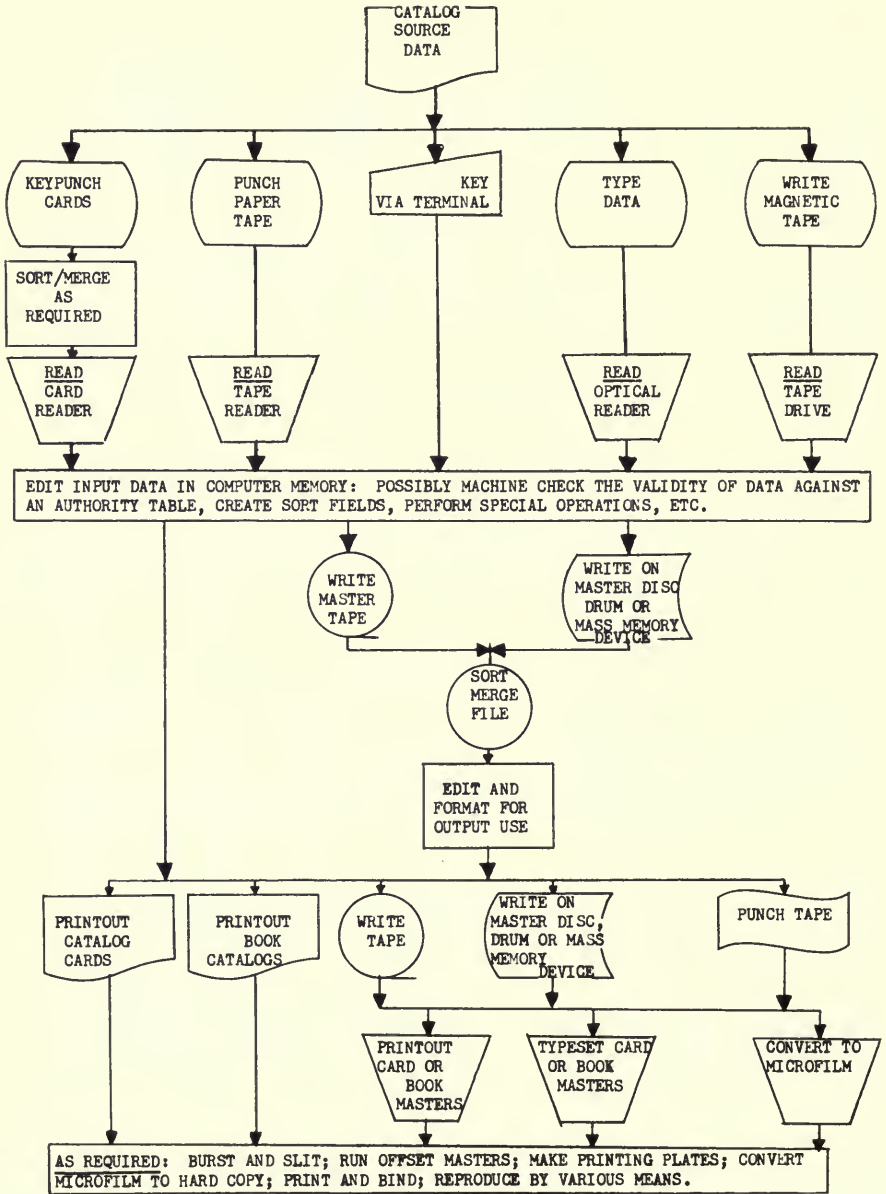 CATALOG
SOURCE
DATA
KEYPUNCH
CARDS
PUNCH
PAPER
TAPE
KEY
VIA TERMINAL
TYPE
DATA
WRITE
MAGNETIC
TAPE
SORT/MERGE
AS
REQUIRED
READ
CARD
READER
READ
TAPE
READER
READ
OPTICAL
READER
READ
TAPE
DRIVE
EDIT INPUT DATA IN COMPUTER MEMORY: POSSIBLY MACHINE CHECK THE VALIDITY OF DATA AGAINST
AN AUTHORITY TABLE, CREATE SORT FIELDS, PERFORM SPECIAL OPERATIONS, ETC.
WRITE
MASTER
TAPE
WRITE ON
MASTER DISC
DRUM OR
MASS MEMORY
DEVICE
SORT
MERGE
FILE
EDIT AND
FORMAT FOR
OUTPUT USE
PRINTOUT
CATALOG
CARDS
PRINTOUT
BOOK
CATALOGS
WRITE
TAPE
WRITE ON
MASTER DISC,
DRUM OR MASS
MEMORY
DEVICE
PUNCH TAPE
PRINTOUT
CARD OR
BOOK
MASTERS
TYPESET CARD
OR BOOK
MASTERS
CONVERT TO
MICROFILM
AS REQUIRED: BURST AND SLIT; RUN OFFSET MASTERS; MAKE PRINTING PLATES; CONVERT
MICROFILM TO HARD COPY; PRINT AND BIND; REPRODUCE BY VARIOUS MEANS.